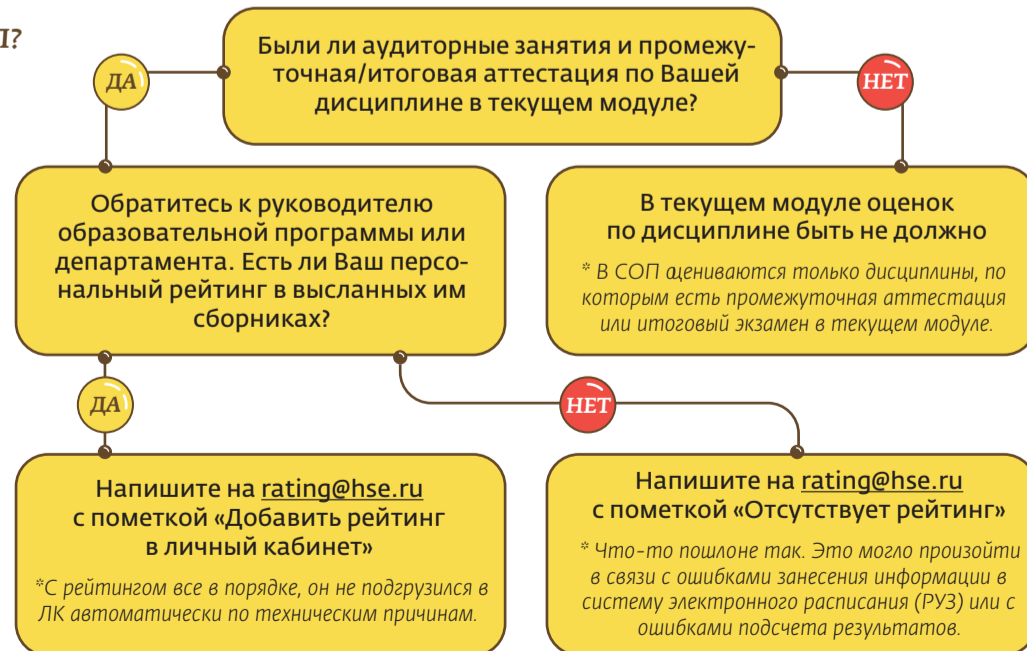 П?
Были ли аудиторные занятия и промежу-
точная/итоговая аттестация по Вашей
дисциплине в текущем модуле?
ДА
НЕТ
Обратитесь к руководителю
образовательной программы или
департамента. Есть ли Ваш персо-
нальный рейтинг в высланных им
сборниках?
В текущем модуле оценок
по дисциплине быть не должно
* В СОП оцениваются только дисциплины, по
которым есть промежуточная аттестация
или итоговый экзамен в текущем модуле.
ДА
НЕТ
Напишите на rating@hse.ru
с пометкой «Добавить рейтинг
в личный кабинет»
*С рейтингом все в порядке, он не подгрузился в
ЛК автоматически по техническим причинам.
Напишите на rating@hse.ru
с пометкой «Отсутствует рейтинг»
* Что-то пошлоне так. Это могло произойти
в связи с ошибками занесения информации в
систему электронного расписания (РУЗ) или с
ошибками подсчета результатов.